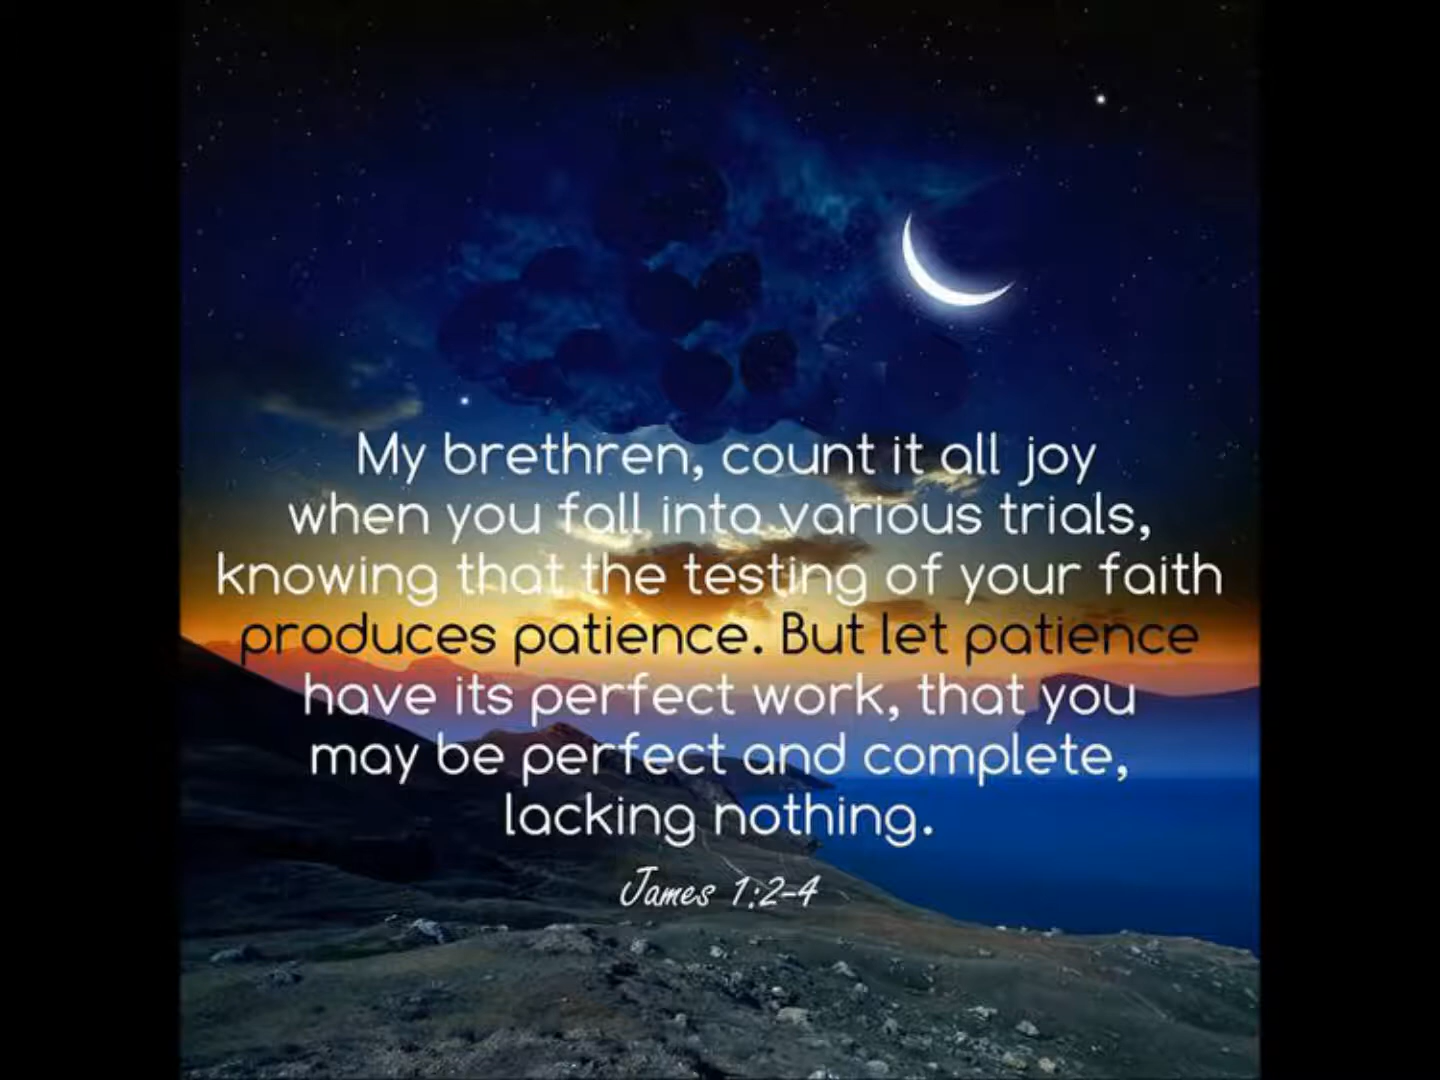 My brethren, count it all joy
when you fall into various trials,
knowing that the testing of your faith
produces patience. But let patience
have its perfect work, that you
may be perfect and complete,
lacking nothing.
James 1:2-4